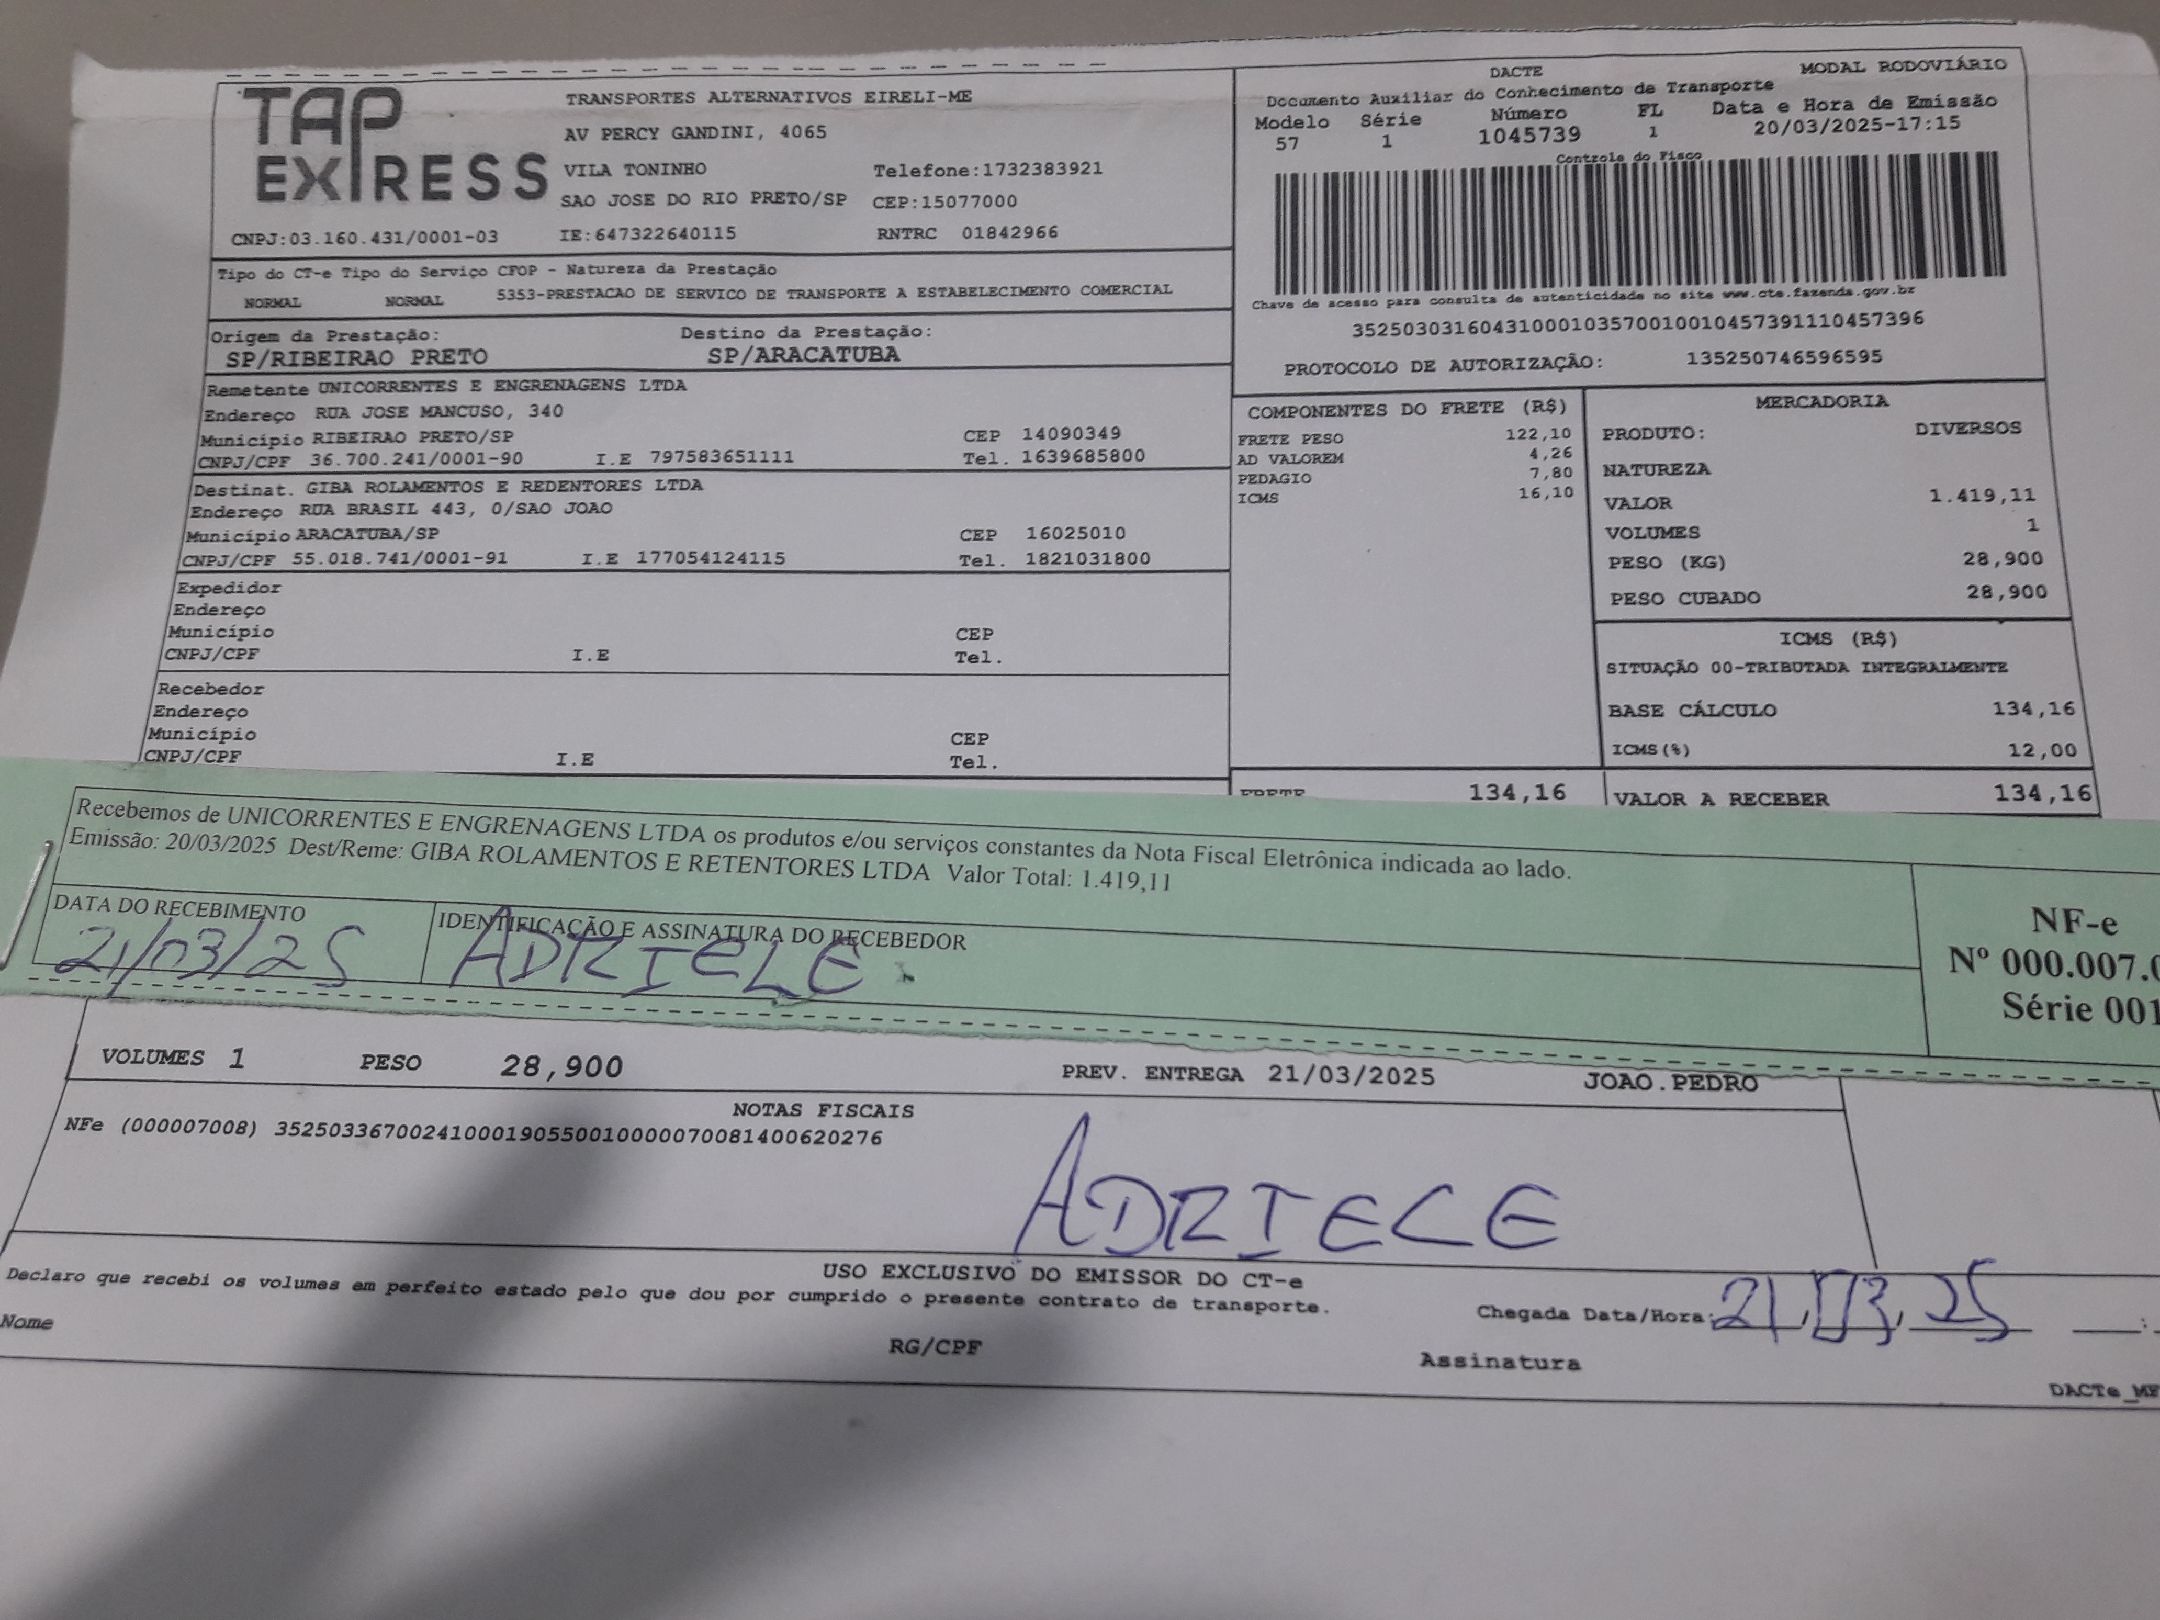 TAP EXPRESS
TRANSPORTES ALTERNATIVOS EIRELI-ME
AV PERCY GANDINI, 4065
VILA TONINHO Telefone:1732383921
SAO JOSE DO RIO PRETO/SP CEP:15077000
CNPJ:03.160.431/0001-03 IE:647322640115 RNTRC 01842966
DACTE MODAL RODOVIÁRIO
Documento Auxiliar do Conhecimento de Transporte
Modelo Série Número FL Data e Hora de Emissão
57 1 1045739 1 20/03/2025-17:15
Controle do Fisco
Chave de acesso para consulta de autenticidade no site www.cte.fazenda.gov.br
35250303160431000103570010010457391110457396
PROTOCOLO DE AUTORIZAÇÃO: 135250746596595
Tipo do CT-e Tipo do Serviço CFOP - Natureza da Prestação
NORMAL NORMAL 5353-PRESTACAO DE SERVICO DE TRANSPORTE A ESTABELECIMENTO COMERCIAL
Origem da Prestação: Destino da Prestação:
SP/RIBEIRAO PRETO SP/ARACATUBA
Remetente UNICORRENTES E ENGRENAGENS LTDA
Endereço RUA JOSE MANCUSO, 340
Município RIBEIRAO PRETO/SP CEP 14090349
CNPJ/CPF 36.700.241/0001-90 I.E 797583651111 Tel. 1639685800
Destinat. GIBA ROLAMENTOS E REDENTORES LTDA
Endereço RUA BRASIL 443, 0/SAO JOAO
Município ARACATUBA/SP CEP 16025010
CNPJ/CPF 55.018.741/0001-91 I.E 177054124115 Tel. 1821031800
Expedidor
Endereço
Município CEP
CNPJ/CPF I.E Tel.
Recebedor
Endereço
Município CEP
CNPJ/CPF I.E Tel.
COMPONENTES DO FRETE (R$)
FRETE PESO 122,10
AD VALOREM 4,26
PEDAGIO 7,80
ICMS 16,10
MERCADORIA
PRODUTO: DIVERSOS
NATUREZA
VALOR 1.419,11
VOLUMES 1
PESO (KG) 28,900
PESO CUBADO 28,900
ICMS (R$)
SITUAÇÃO 00-TRIBUTADA INTEGRALMENTE
BASE CÁLCULO 134,16
ICMS(%) 12,00
FRETE 134,16 VALOR A RECEBER 134,16
Recebemos de UNICORRENTES E ENGRENAGENS LTDA os produtos e/ou serviços constantes da Nota Fiscal Eletrônica indicada ao lado.
Emissão: 20/03/2025 Dest/Reme: GIBA ROLAMENTOS E RETENTORES LTDA Valor Total: 1.419,11
DATA DO RECEBIMENTO IDENTIFICAÇÃO E ASSINATURA DO RECEBEDOR
21/03/25 ADRIELE
NF-e
Nº 000.007.0
Série 001
VOLUMES 1 PESO 28,900 PREV. ENTREGA 21/03/2025 JOAO.PEDRO
NOTAS FISCAIS
NFe (000007008) 35250336700241000190550010000070081400620276
ADRIELE
USO EXCLUSIVO DO EMISSOR DO CT-e
Declaro que recebi os volumes em perfeito estado pelo que dou por cumprido o presente contrato de transporte.
Chegada Data/Hora: 21/03/25
Nome RG/CPF Assinatura
DACTe_MF